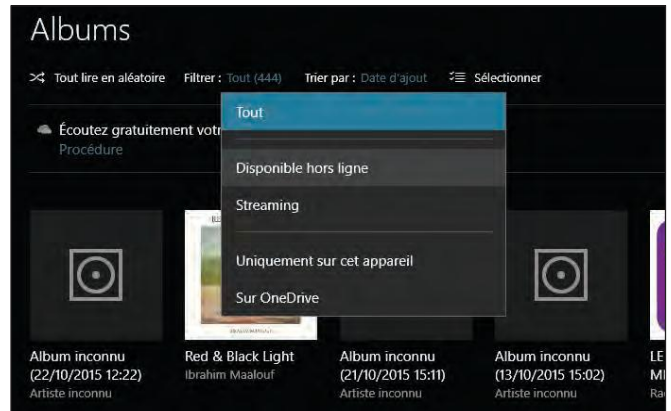 Albums
Tout lire en aléatoire Filtrer : Tout (444) Trier par : Date d'ajout Sélectionner
Tout
Écoutez gratuitement votr
Procédure
Disponible hors ligne
Streaming
Uniquement sur cet appareil
Sur OneDrive
Album inconnu
(22/10/2015 12:22)
Artiste inconnu
Red & Black Light
Ibrahim Maalouf
Album inconnu
(21/10/2015 15:11)
Artiste inconnu
Album inconnu
(13/10/2015 15:02)
Artiste inconnu
LE
MI
Ra